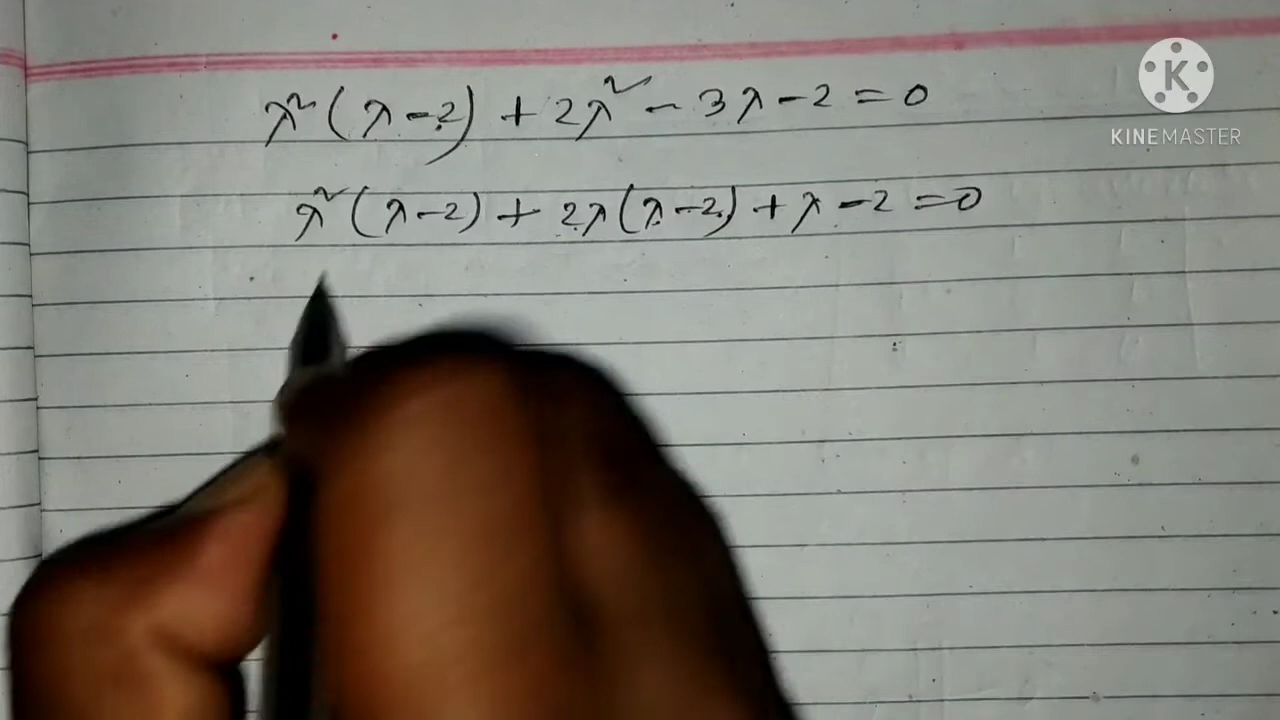 λ²(λ-2) + 2λ² - 3λ - 2 = 0
K
KINEMASTER
λ²(λ-2) + 2λ(λ-2) + λ - 2 = 0